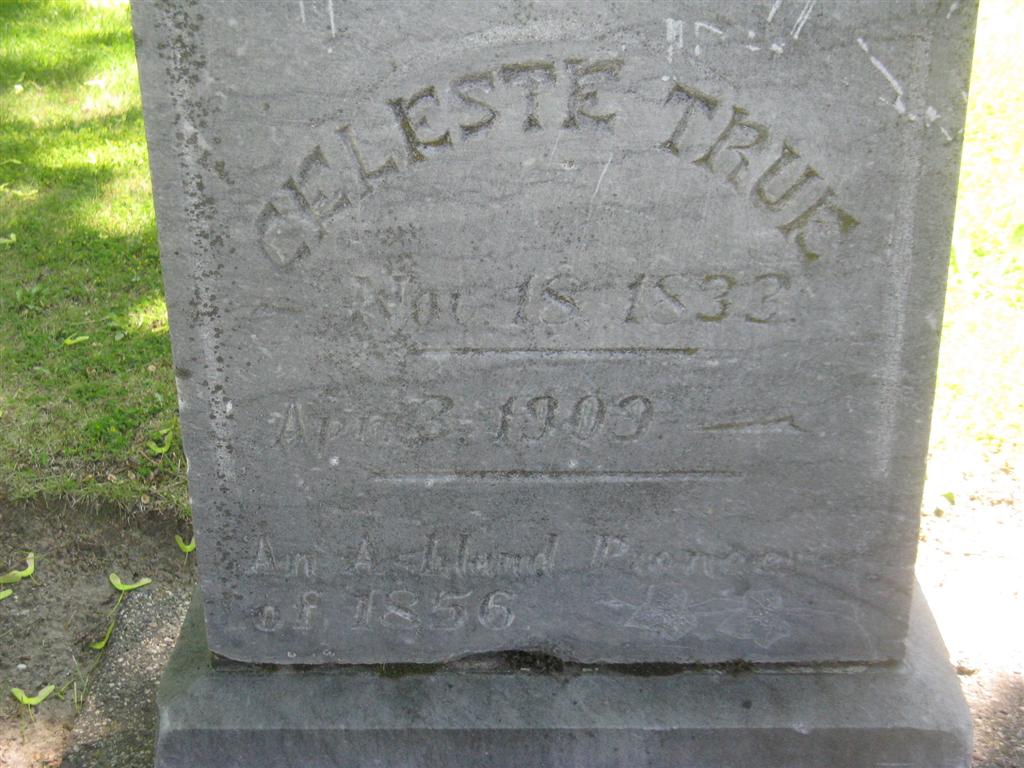 CELESTE TRUE
Nov 18. 1833.
Apr. 3. 1909.
An Ashland Pioneer
of 1856.